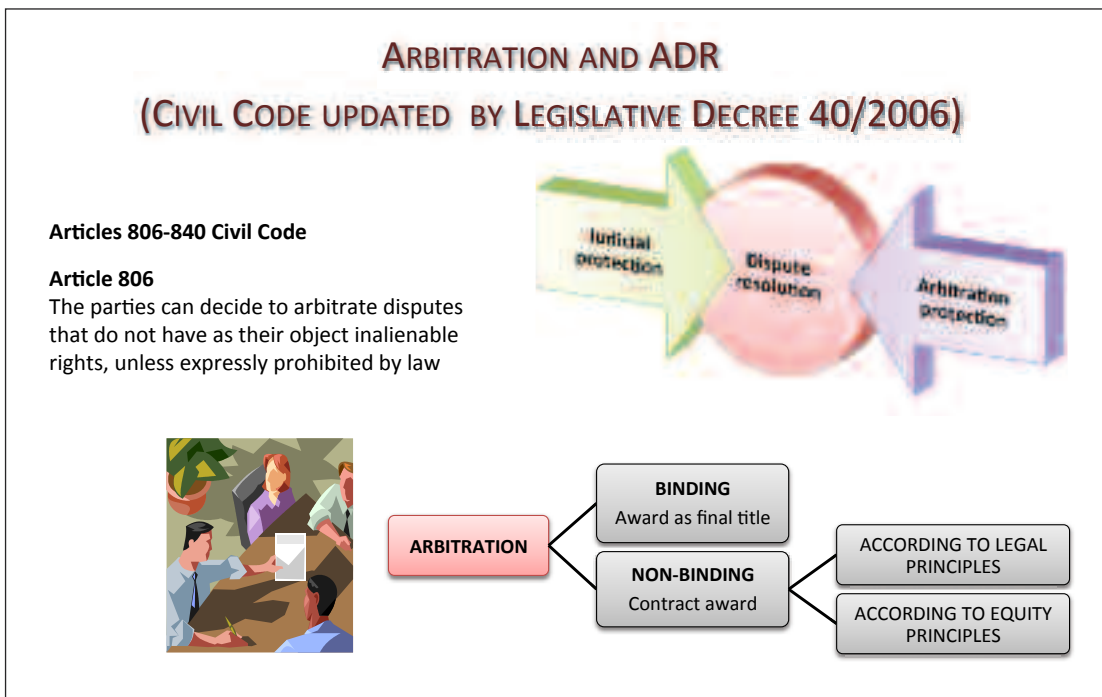 ARBITRATION AND ADR
(CIVIL CODE UPDATED BY LEGISLATIVE DECREE 40/2006)
Articles 806-840 Civil Code
Article 806
The parties can decide to arbitrate disputes
that do not have as their object inalienable
rights, unless expressly prohibited by law
Judicial
protection
Dispute
resolution
Arbitration
protection
ARBITRATION
BINDING
Award as final title
NON-BINDING
Contract award
ACCORDING TO LEGAL
PRINCIPLES
ACCORDING TO EQUITY
PRINCIPLES